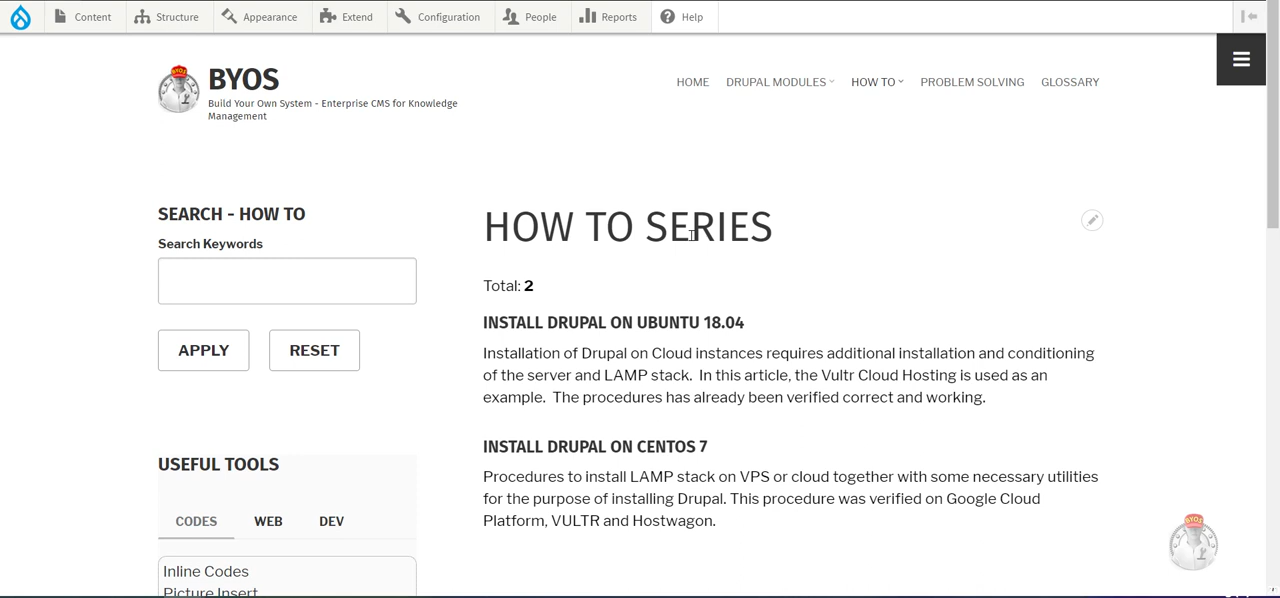 Content Structure Appearance Extend Configuration People Reports Help
BYOS
Build Your Own System - Enterprise CMS for Knowledge
Management
HOME DRUPAL MODULES HOW TO PROBLEM SOLVING GLOSSARY
SEARCH - HOW TO
Search Keywords
APPLY RESET
USEFUL TOOLS
CODES WEB DEV
Inline Codes
Picture Insert
HOW TO SERIES
Total: 2
INSTALL DRUPAL ON UBUNTU 18.04
Installation of Drupal on Cloud instances requires additional installation and conditioning
of the server and LAMP stack. In this article, the Vultr Cloud Hosting is used as an
example. The procedures has already been verified correct and working.
INSTALL DRUPAL ON CENTOS 7
Procedures to install LAMP stack on VPS or cloud together with some necessary utilities
for the purpose of installing Drupal. This procedure was verified on Google Cloud
Platform, VULTR and Hostwagon.
BYOS